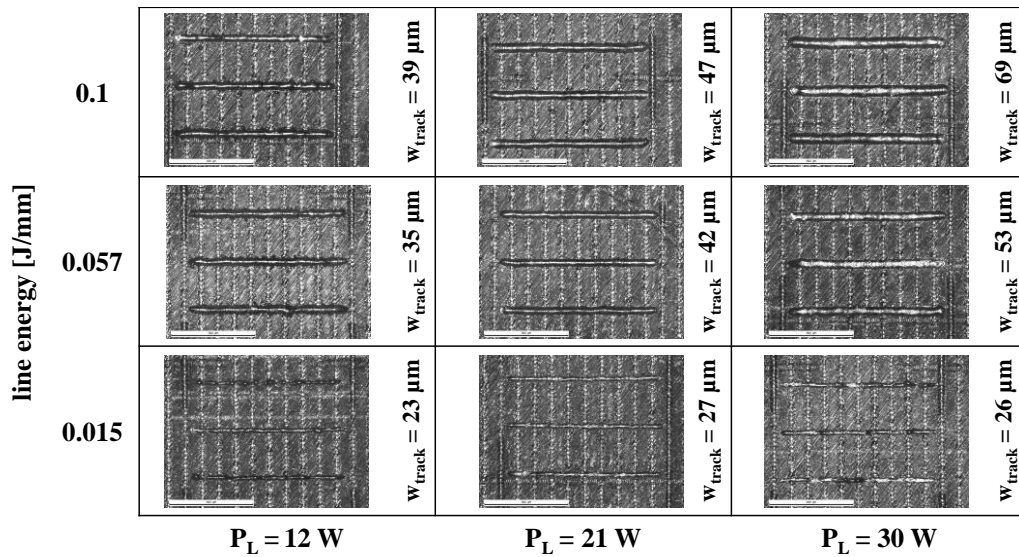 0.1
w_track = 39 μm
w_track = 47 μm
w_track = 69 μm
line energy [J/mm]
0.057
w_track = 35 μm
w_track = 42 μm
w_track = 53 μm
0.015
w_track = 23 μm
w_track = 27 μm
w_track = 26 μm
P_L = 12 W
P_L = 21 W
P_L = 30 W